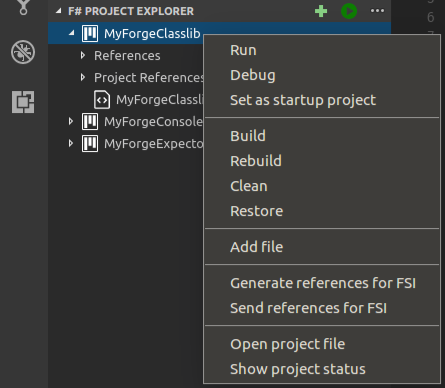 F# PROJECT EXPLORER
MyForgeClasslib
References
Project References
MyForgeClassli
MyForgeConsole
MyForgeExpecto
Run
Debug
Set as startup project
Build
Rebuild
Clean
Restore
Add file
Generate references for FSI
Send references for FSI
Open project file
Show project status
6